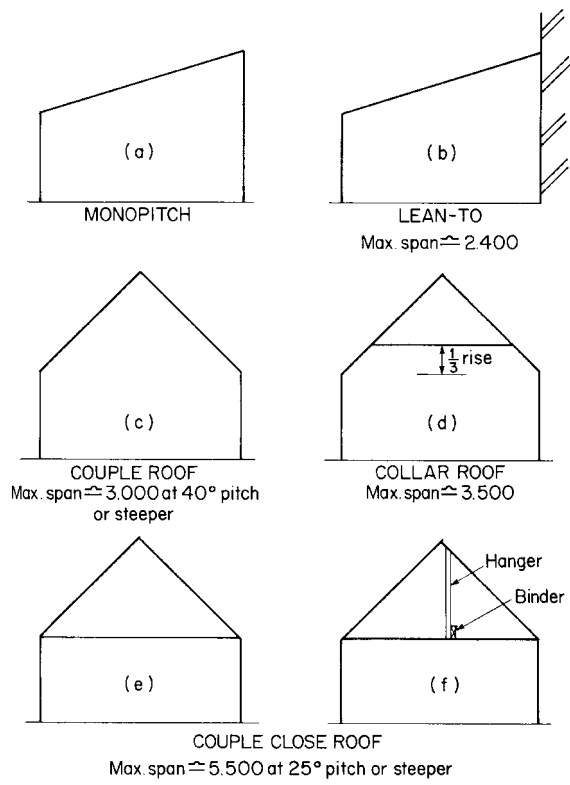 (a)
MONOPITCH
(b)
LEAN-TO
Max. span ≏ 2.400
(c)
COUPLE ROOF
Max. span ≏ 3.000 at 40° pitch
or steeper
1/3 rise
(d)
COLLAR ROOF
Max. span ≏ 3.500
(e)
Hanger
Binder
(f)
COUPLE CLOSE ROOF
Max. span ≏ 5.500 at 25° pitch or steeper